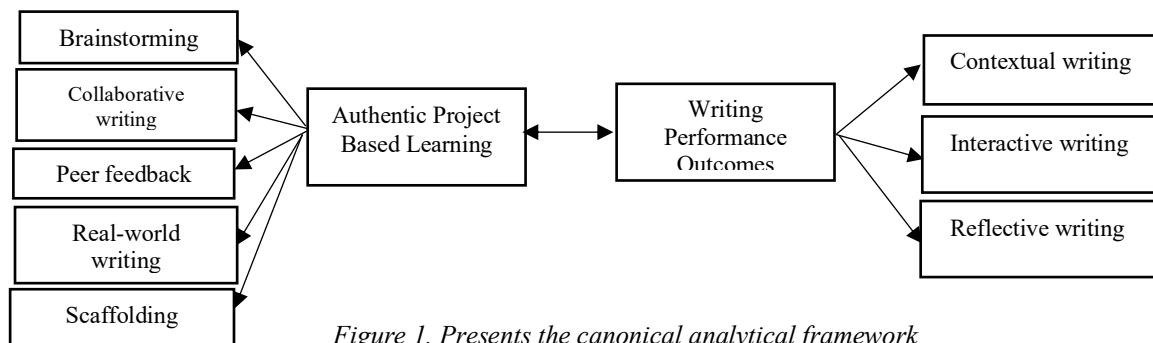 Brainstorming
Collaborative
writing
Peer feedback
Real-world
writing
Scaffolding
Authentic Project
Based Learning
Writing
Performance
Outcomes
Contextual writing
Interactive writing
Reflective writing
Figure 1. Presents the canonical analytical framework